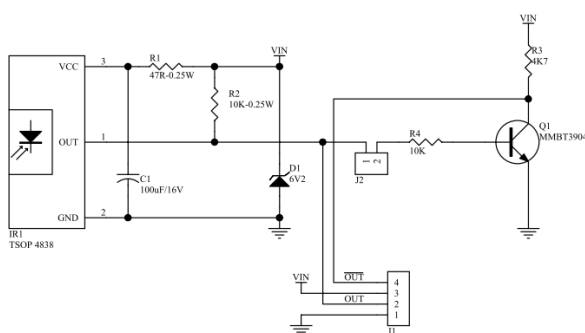 VCC
3
R1
47R-0.25W
VIN
R2
10K-0.25W
OUT
1
C1
100uF/16V
D1
6V2
GND
2
IR1
TSOP 4838
VIN
R3
4K7
R4
10K
1
2
J2
Q1
MMBT3904
OUT
4
VIN
3
OUT
2
1
J1